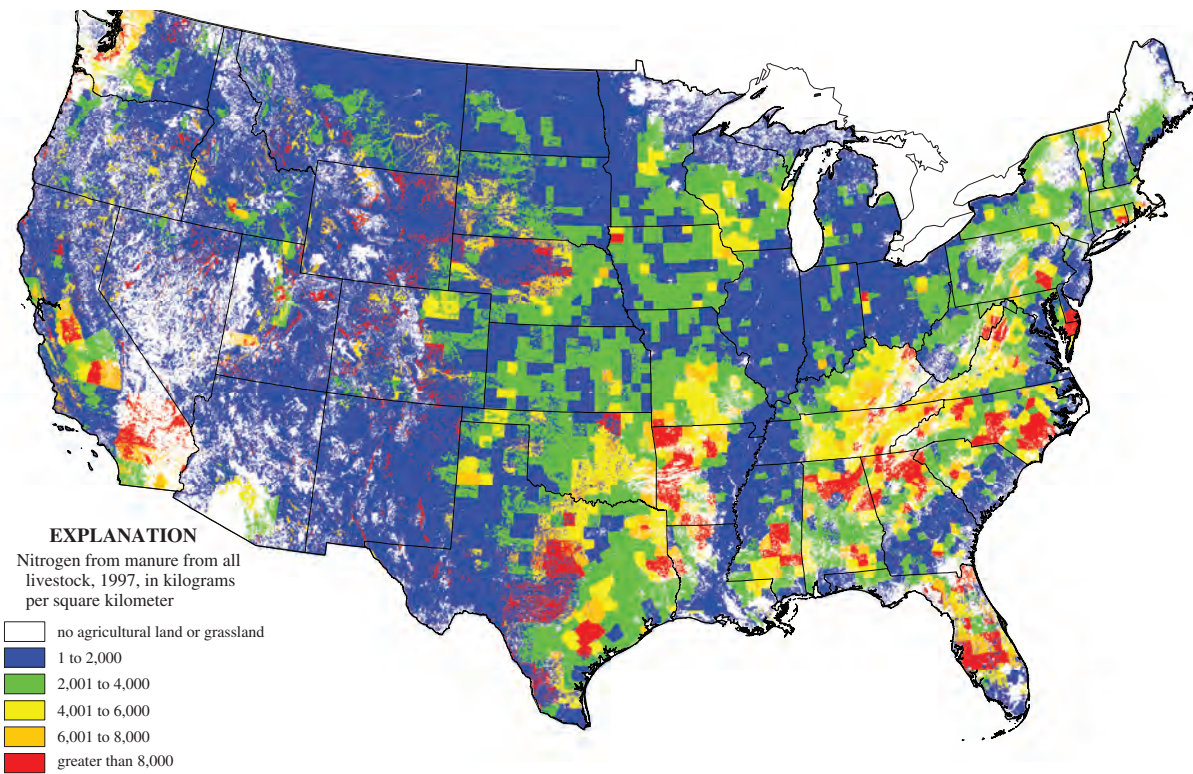 EXPLANATION
Nitrogen from manure from all
livestock, 1997, in kilograms
per square kilometer
no agricultural land or grassland
1 to 2,000
2,001 to 4,000
4,001 to 6,000
6,001 to 8,000
greater than 8,000